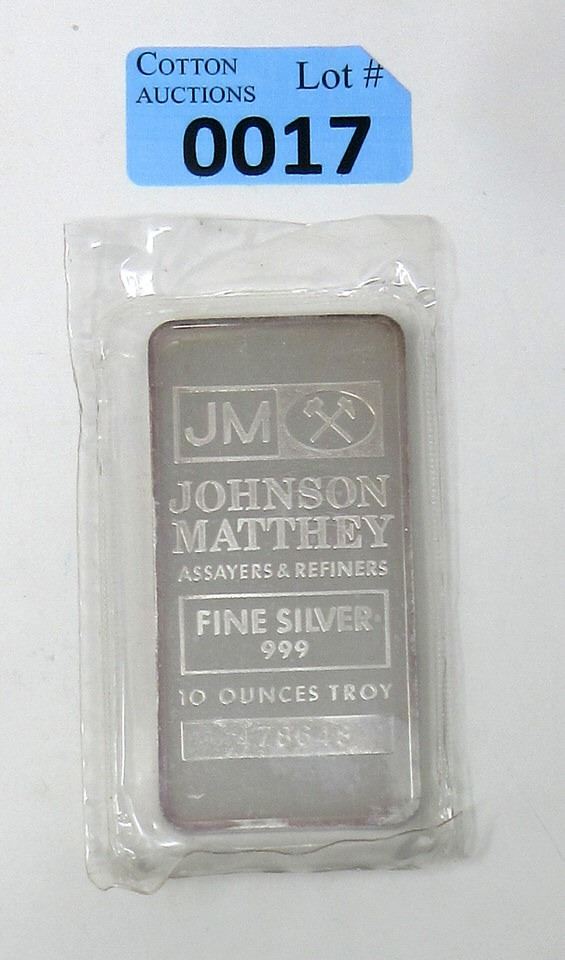 COTTON
AUCTIONS
Lot #
0017
JM
JOHNSON
MATTHEY
ASSAYERS & REFINERS
FINE SILVER
999
10 OUNCES TROY